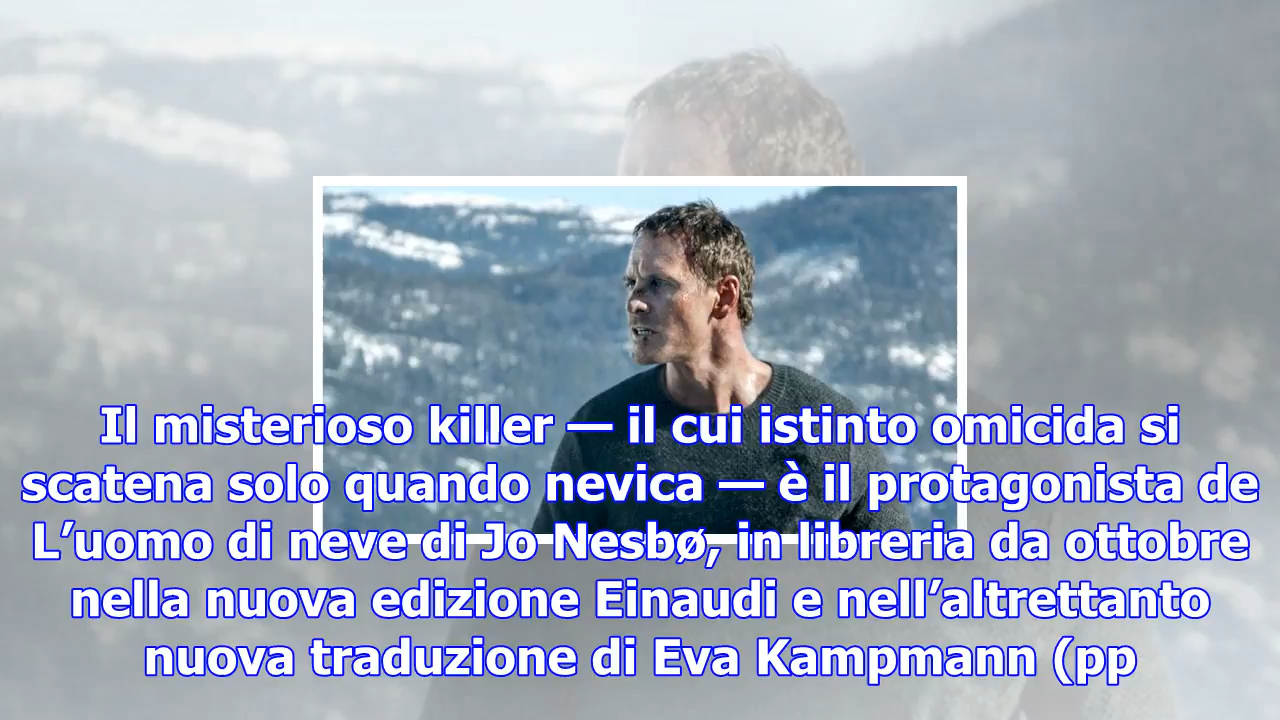 Il misterioso killer — il cui istinto omicida si
scatena solo quando nevica — è il protagonista de
L’uomo di neve di Jo Nesbø, in libreria da ottobre
nella nuova edizione Einaudi e nell’altrettanto
nuova traduzione di Eva Kampmann (pp